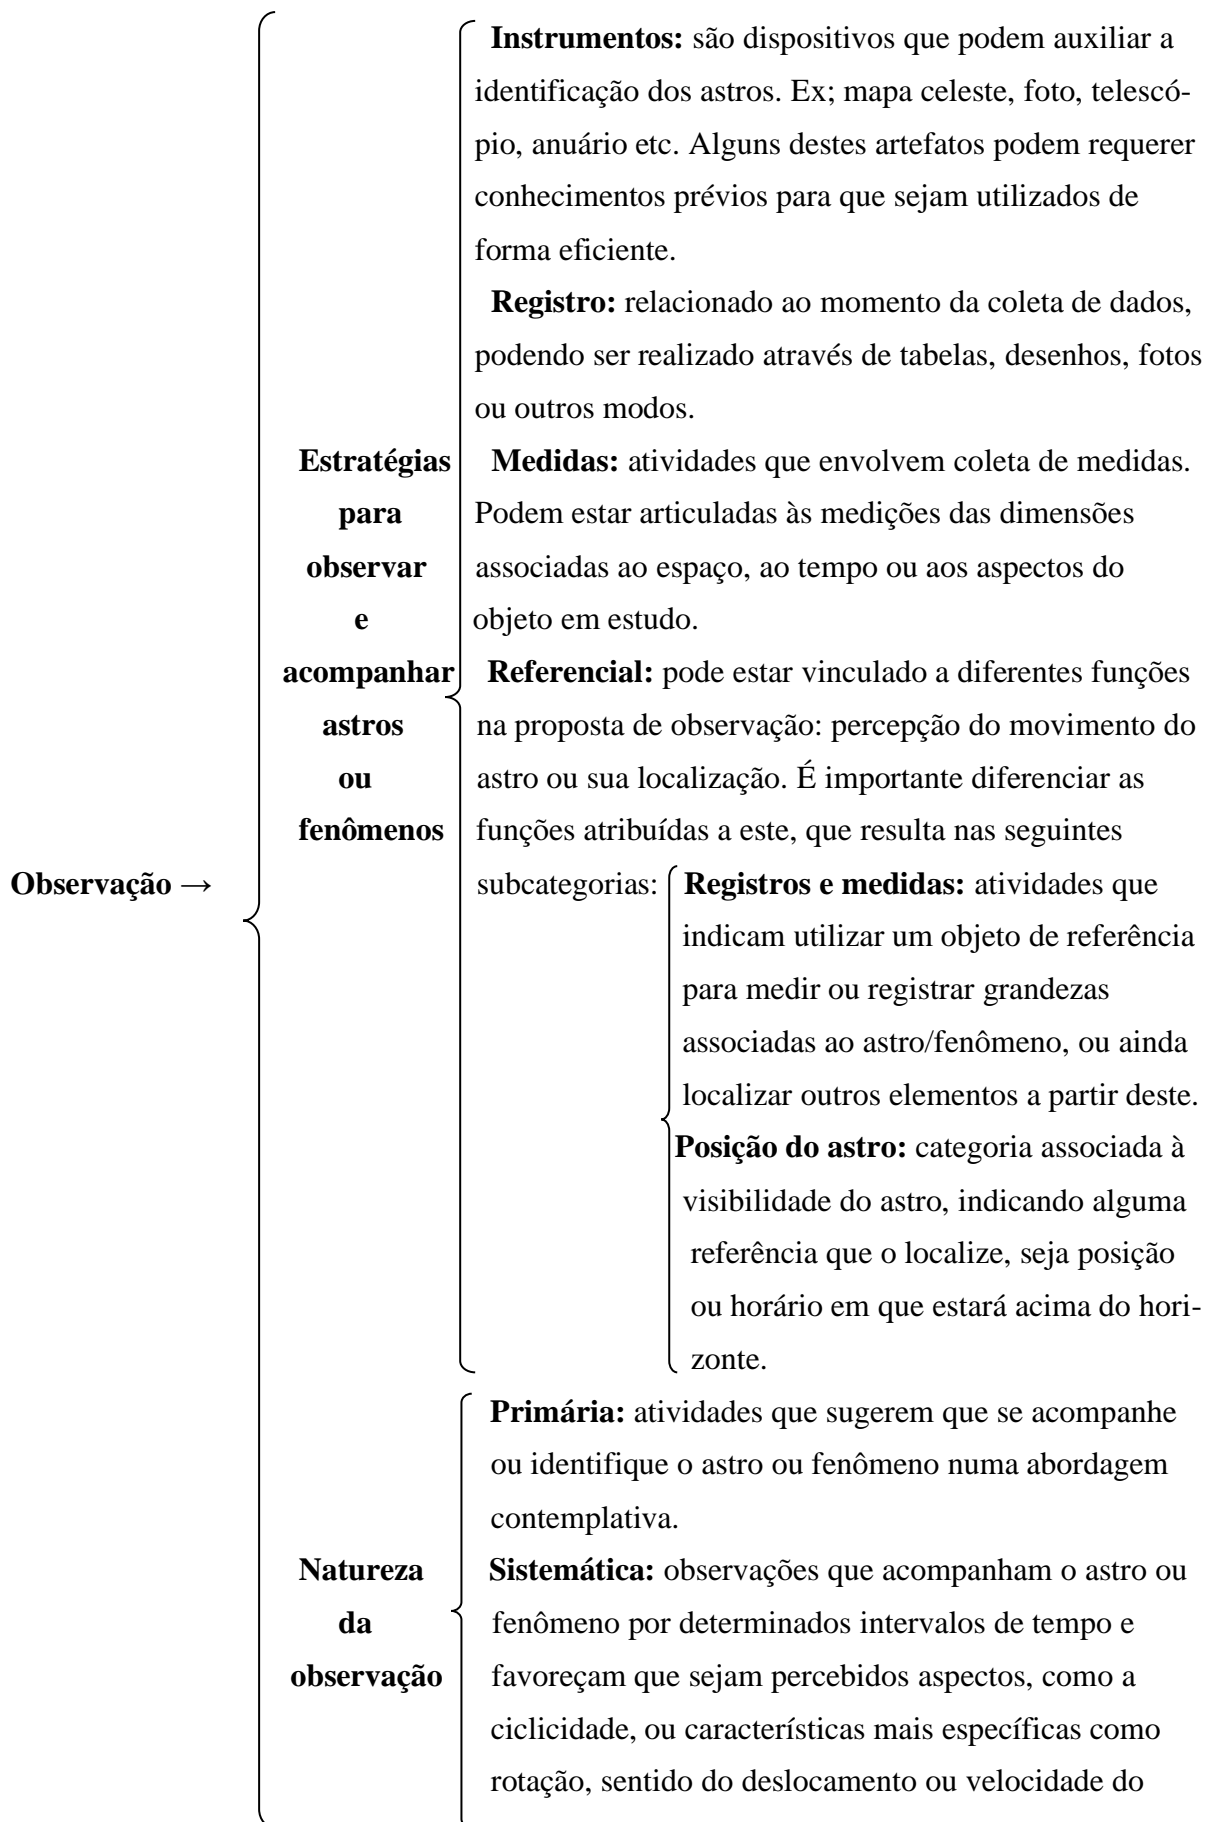 Instrumentos: são dispositivos que podem auxiliar a
identificação dos astros. Ex; mapa celeste, foto, telescó-
pio, anuário etc. Alguns destes artefatos podem requerer
conhecimentos prévios para que sejam utilizados de
forma eficiente.
Registro: relacionado ao momento da coleta de dados,
podendo ser realizado através de tabelas, desenhos, fotos
ou outros modos.
Estratégias Medidas: atividades que envolvem coleta de medidas.
para Podem estar articuladas às medições das dimensões
observar associadas ao espaço, ao tempo ou aos aspectos do
e objeto em estudo.
acompanhar Referencial: pode estar vinculado a diferentes funções
astros na proposta de observação: percepção do movimento do
ou astro ou sua localização. É importante diferenciar as
fenômenos funções atribuídas a este, que resulta nas seguintes
Observação → subcategorias: Registros e medidas: atividades que
indicam utilizar um objeto de referência
para medir ou registrar grandezas
associadas ao astro/fenômeno, ou ainda
localizar outros elementos a partir deste.
Posição do astro: categoria associada à
visibilidade do astro, indicando alguma
referência que o localize, seja posição
ou horário em que estará acima do hori-
zonte.
Primária: atividades que sugerem que se acompanhe
ou identifique o astro ou fenômeno numa abordagem
contemplativa.
Natureza Sistemática: observações que acompanham o astro ou
da fenômeno por determinados intervalos de tempo e
observação favoreçam que sejam percebidos aspectos, como a
ciclicidade, ou características mais específicas como
rotação, sentido do deslocamento ou velocidade do